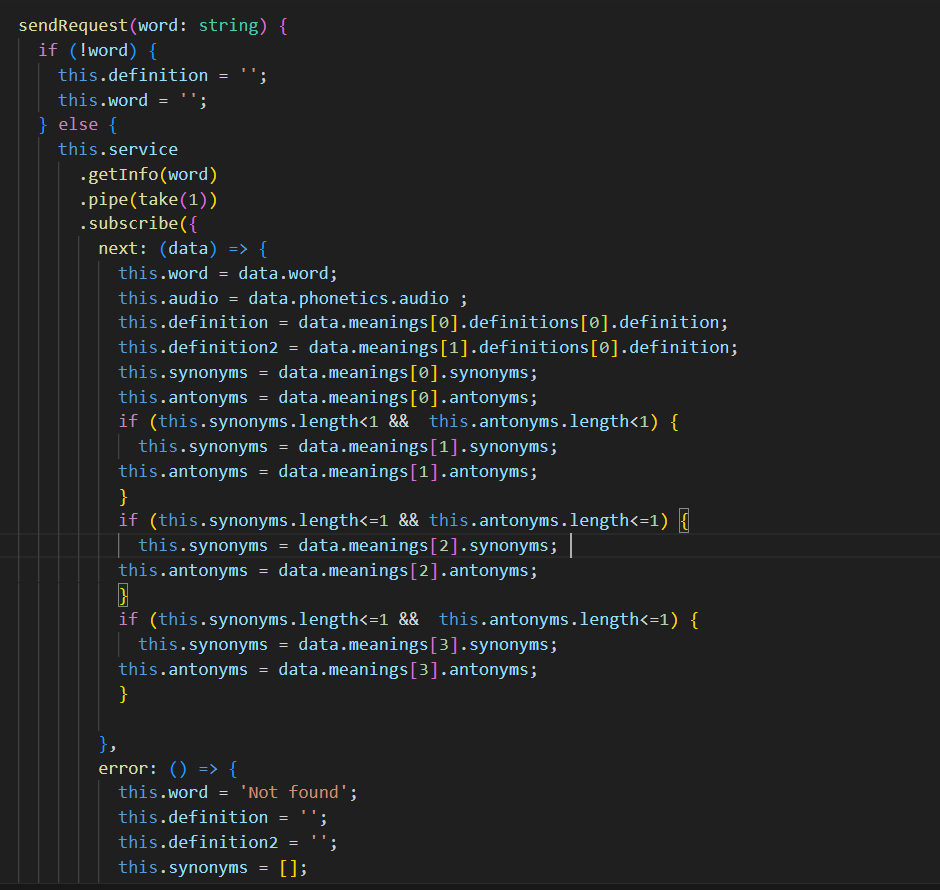 sendRequest(word: string) {
if (!word) {
this.definition = '';
this.word = '';
} else {
this.service
.getInfo(word)
.pipe(take(1))
.subscribe({
next: (data) => {
this.word = data.word;
this.audio = data.phonetics.audio ;
this.definition = data.meanings[0].definitions[0].definition;
this.definition2 = data.meanings[1].definitions[0].definition;
this.synonyms = data.meanings[0].synonyms;
this.antonyms = data.meanings[0].antonyms;
if (this.synonyms.length<1 &&  this.antonyms.length<1) {
this.synonyms = data.meanings[1].synonyms;
this.antonyms = data.meanings[1].antonyms;
}
if (this.synonyms.length<=1 && this.antonyms.length<=1) {
this.synonyms = data.meanings[2].synonyms;
this.antonyms = data.meanings[2].antonyms;
}
if (this.synonyms.length<=1 &&  this.antonyms.length<=1) {
this.synonyms = data.meanings[3].synonyms;
this.antonyms = data.meanings[3].antonyms;
}
},
error: () => {
this.word = 'Not found';
this.definition = '';
this.definition2 = '';
this.synonyms = [];